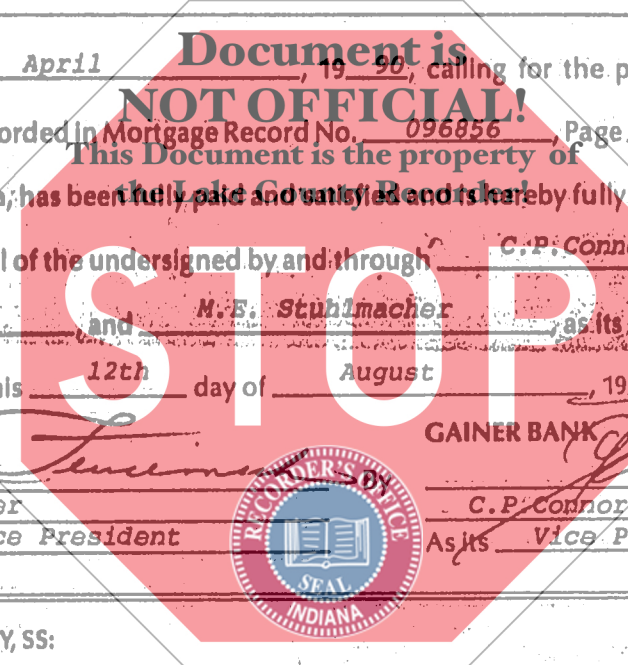 April Document is , 19 90, calling for the p
NOT OFFICIAL!
orded in Mortgage Record No. 096856 , Page
This Document is the property of
, has been fully paid and satisfied and is hereby fully
the Lake County Recorder!
l of the undersigned by and through C.P. Conn
and M.E. Stuhlmacher , as its
STOP
is 12th day of August , 19
GAINER BANK
er C.P. Connor
ce President As its Vice P
RECORDER'S OFFICE
SEAL
INDIANA
Y, SS: